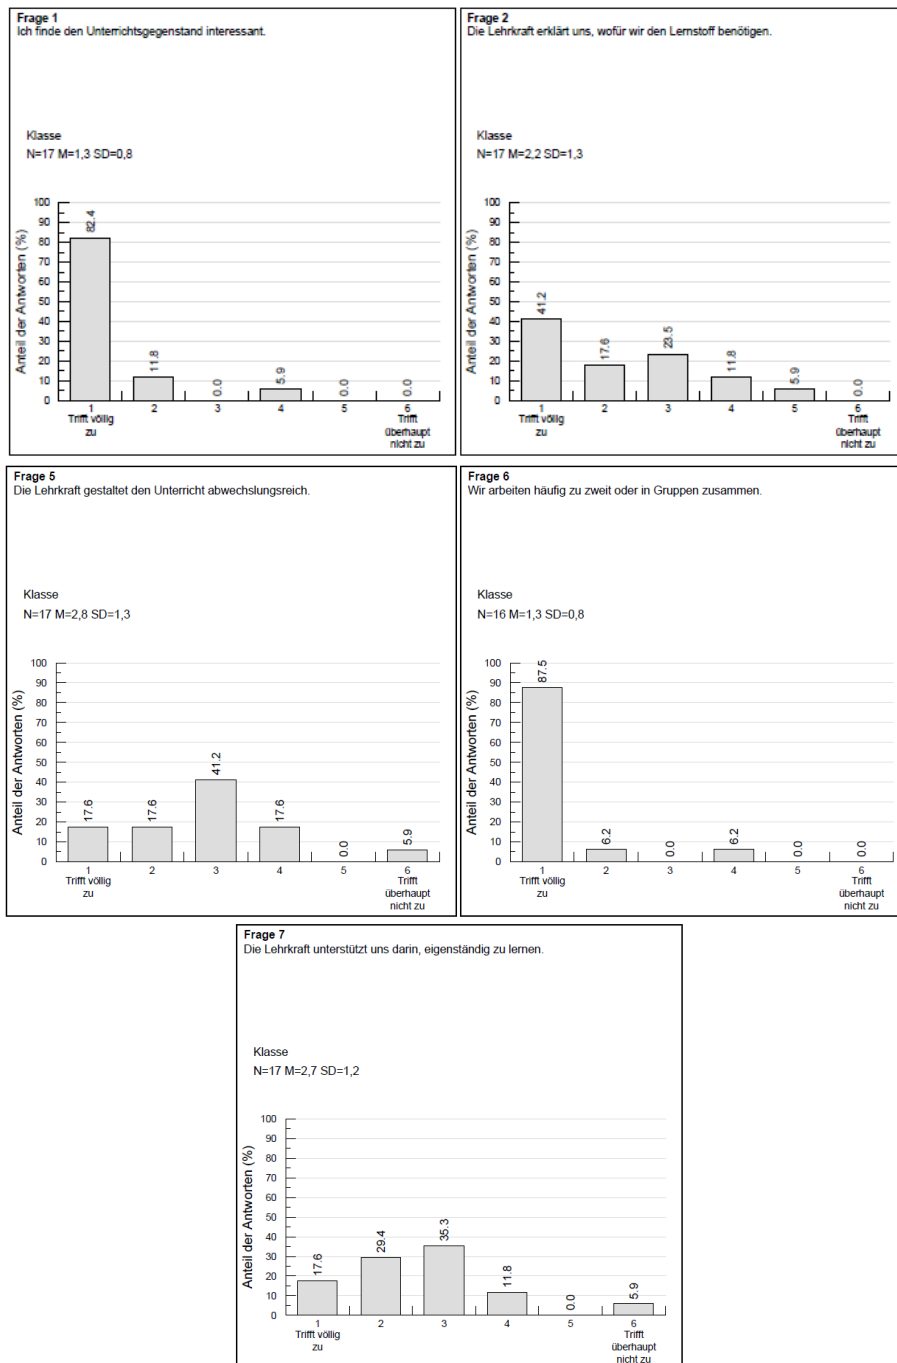 Frage 1
Ich finde den Unterrichtsgegenstand interessant.
Klasse
N=17 M=1,3 SD=0,8
Anteil der Antworten (%)
100
90
80
70
60
50
40
30
20
10
0
82.4
11.8
0.0
5.9
0.0
0.0
1 2 3 4 5 6
Trifft völlig zu
Trifft überhaupt nicht zu
Frage 2
Die Lehrkraft erklärt uns, wofür wir den Lernstoff benötigen.
Klasse
N=17 M=2,2 SD=1,3
Anteil der Antworten (%)
100
90
80
70
60
50
40
30
20
10
0
41.2
17.6
23.5
11.8
5.9
0.0
1 2 3 4 5 6
Trifft völlig zu
Trifft überhaupt nicht zu
Frage 5
Die Lehrkraft gestaltet den Unterricht abwechslungsreich.
Klasse
N=17 M=2,8 SD=1,3
Anteil der Antworten (%)
100
90
80
70
60
50
40
30
20
10
0
17.6
17.6
41.2
17.6
0.0
5.9
1 2 3 4 5 6
Trifft völlig zu
Trifft überhaupt nicht zu
Frage 6
Wir arbeiten häufig zu zweit oder in Gruppen zusammen.
Klasse
N=16 M=1,3 SD=0,8
Anteil der Antworten (%)
100
90
80
70
60
50
40
30
20
10
0
87.5
6.2
0.0
6.2
0.0
0.0
1 2 3 4 5 6
Trifft völlig zu
Trifft überhaupt nicht zu
Frage 7
Die Lehrkraft unterstützt uns darin, eigenständig zu lernen.
Klasse
N=17 M=2,7 SD=1,2
Anteil der Antworten (%)
100
90
80
70
60
50
40
30
20
10
0
17.6
29.4
35.3
11.8
0.0
5.9
1 2 3 4 5 6
Trifft völlig zu
Trifft überhaupt nicht zu